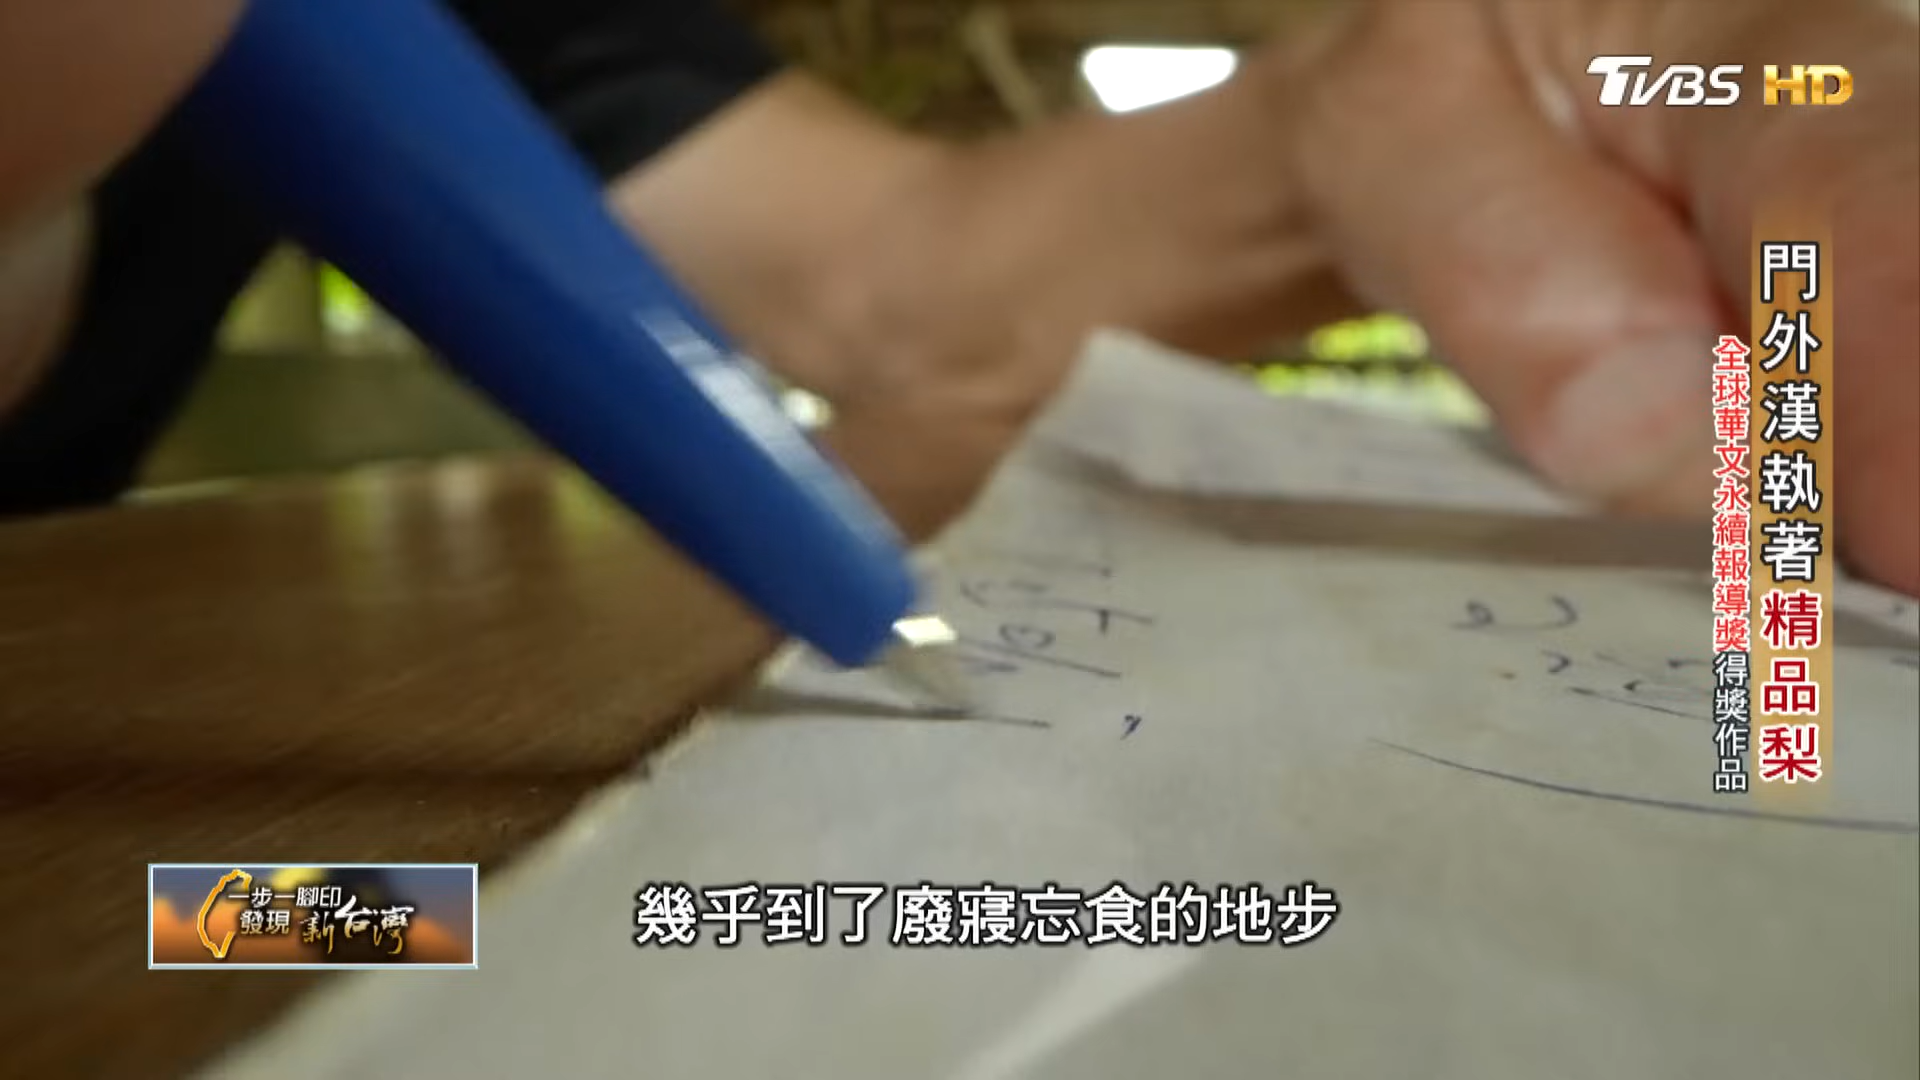 TVBS HD
門外漢執著精品梨
全球華文永續報導獎得獎作品
一步一腳印
發現新台灣
幾乎到了廢寢忘食的地步